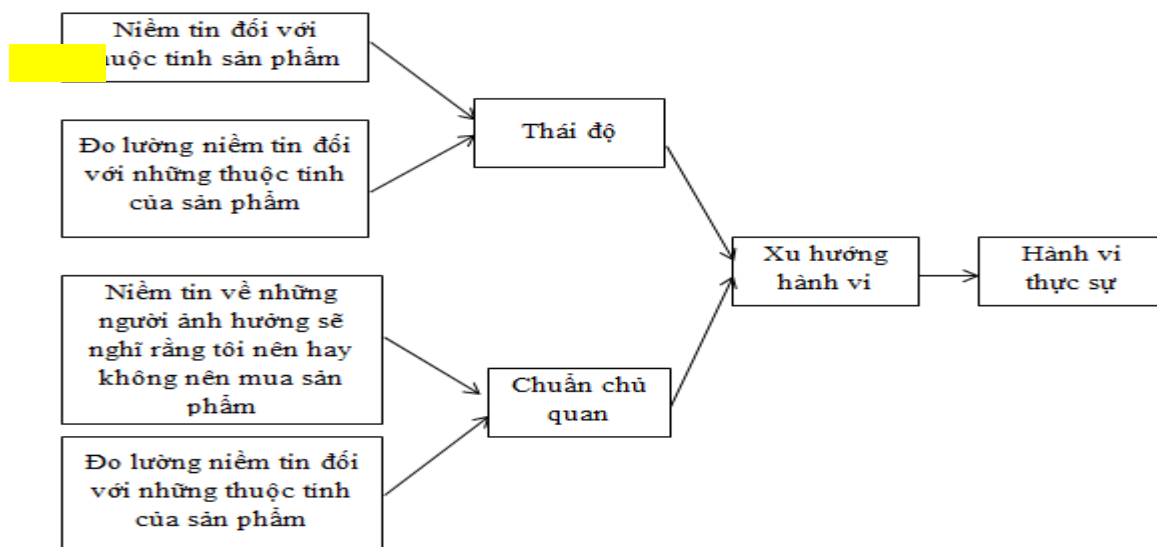 Niềm tin đối với
huộc tính sản phẩm
Đo lường niềm tin đối
với những thuộc tính
của sản phẩm
Niềm tin về những
người ảnh hưởng sẽ
nghĩ rằng tôi nên hay
không nên mua sản
phẩm
Đo lường niềm tin đối
với những thuộc tính
của sản phẩm
Thái độ
Chuẩn chủ
quan
Xu hướng
hành vi
Hành vi
thực sự